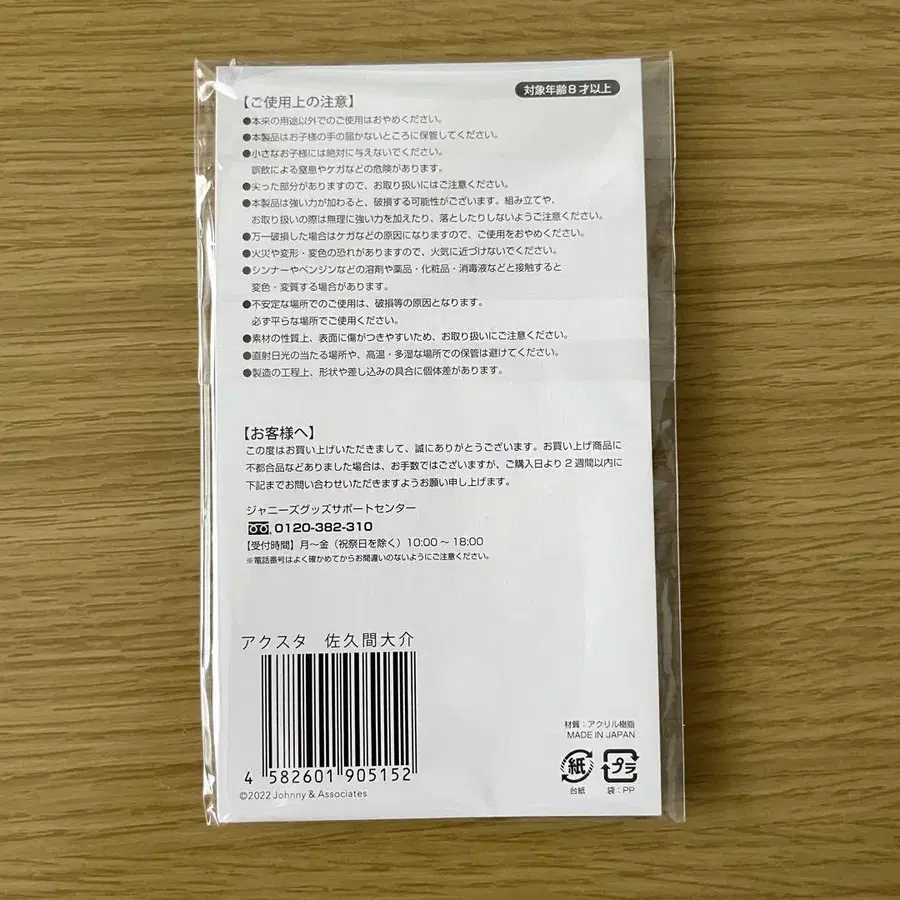 対象年齢8才以上
【ご使用上の注意】
●本来の用途以外でのご使用はおやめください。
●本製品はお子様の手の届かないところに保管してください。
●小さなお子様には絶対に与えないでください。
誤飲による窒息やケガなどの危険があります。
●尖った部分がありますので、お取り扱いにはご注意ください。
●本製品は強い力が加わると、破損する可能性がございます。組み立てや、
お取り扱いの際は無理に強い力を加えたり、落としたりしないようご注意ください。
●万一破損した場合はケガなどの原因になりますので、ご使用をおやめください。
●火災や変形・変色の恐れがありますので、火気に近づけないでください。
●シンナーやベンジンなどの溶剤や薬品・化粧品・消毒液などと接触すると
変色・変質する場合があります。
●不安定な場所でのご使用は、破損等の原因となります。
必ず平らな場所でご使用ください。
●素材の性質上、表面に傷がつきやすいため、お取り扱いにご注意ください。
●直射日光の当たる場所や、高温・多湿な場所での保管は避けてください。
●製造の工程上、形状や差し込みの具合に個体差があります。
【お客様へ】
この度はお買い上げいただきまして、誠にありがとうございます。お買い上げ商品に
不都合品などありました場合は、お手数ではございますが、ご購入日より2週間以内に
下記までお問い合わせいただきますようお願い申し上げます。
ジャニーズグッズサポートセンター
0120-382-310
【受付時間】月〜金（祝祭日を除く）10:00〜18:00
※電話番号はよく確かめてからお間違いのないようにご注意ください。
アクスタ 佐久間大介
4 582601 905152
©2022 Johnny & Associates
材質：アクリル樹脂
MADE IN JAPAN
紙 プラ
台紙 袋：PP